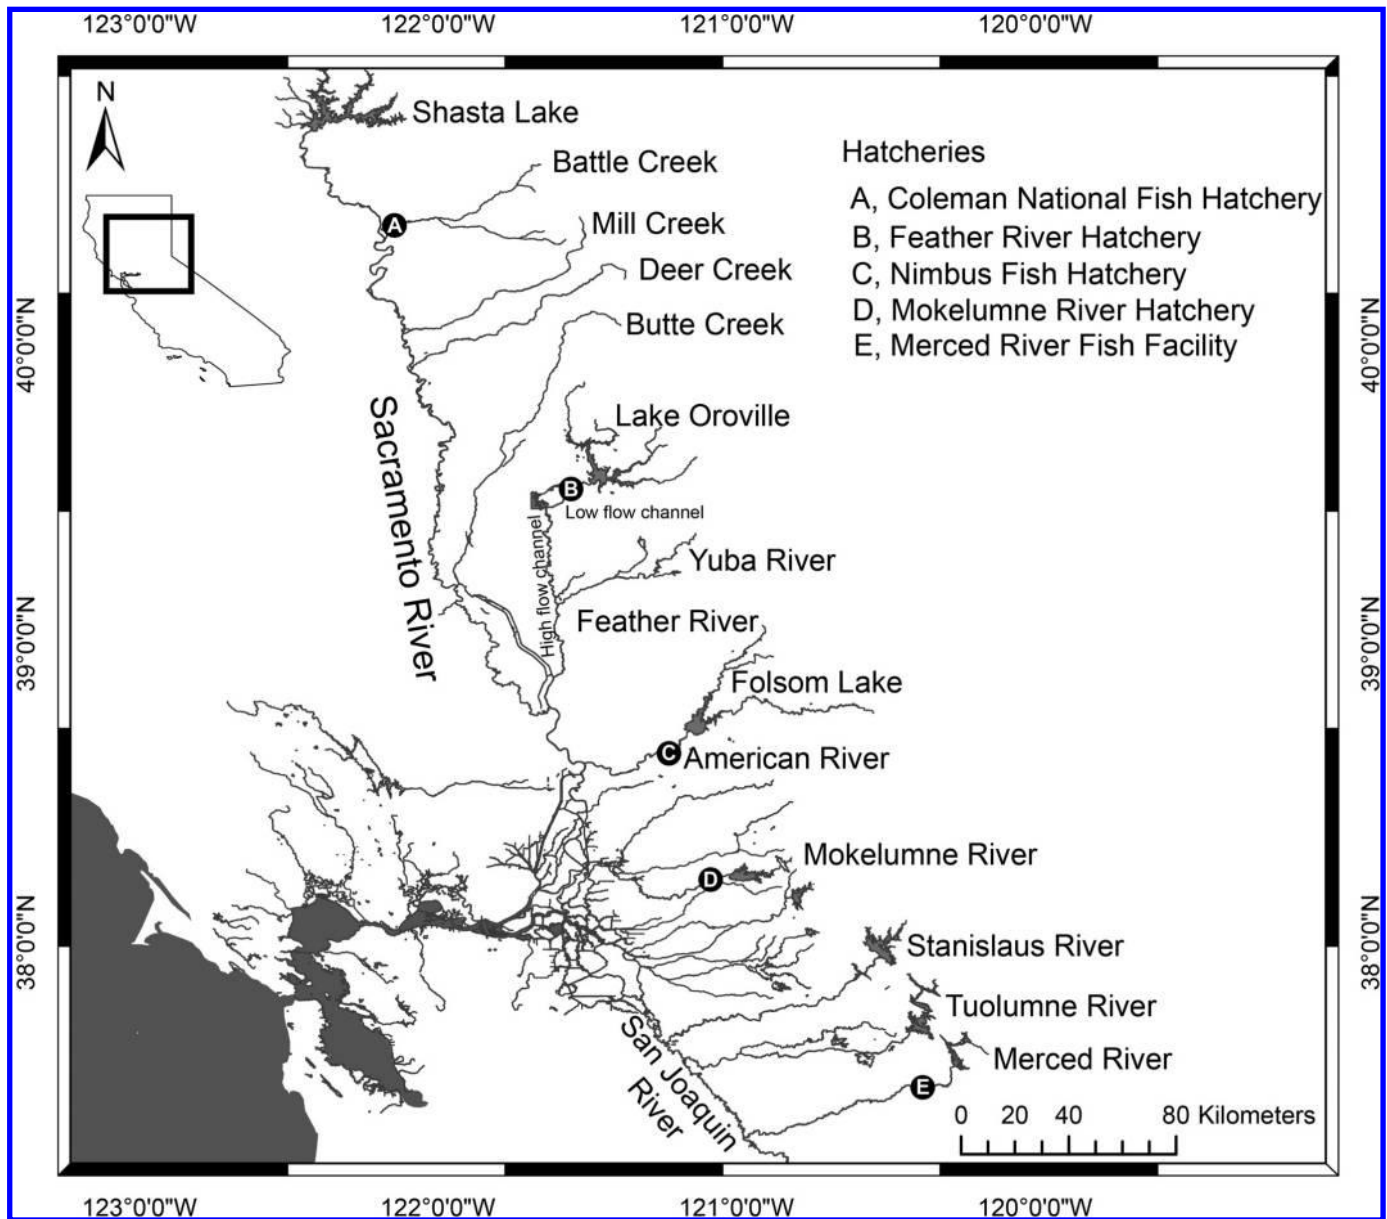 123°0'0"W 122°0'0"W 121°0'0"W 120°0'0"W
N
Shasta Lake
Battle Creek
Mill Creek
Deer Creek
Butte Creek
Hatcheries
A, Coleman National Fish Hatchery
B, Feather River Hatchery
C, Nimbus Fish Hatchery
D, Mokelumne River Hatchery
E, Merced River Fish Facility
A
40°0'0"N
40°0'0"N
Sacramento River
Lake Oroville
B
Low flow channel
High flow channel
Yuba River
Feather River
39°0'0"N
39°0'0"N
Folsom Lake
C
American River
Mokelumne River
D
38°0'0"N
38°0'0"N
Stanislaus River
Tuolumne River
San Joaquin
River
Merced River
E
0 20 40 80 Kilometers
123°0'0"W 122°0'0"W 121°0'0"W 120°0'0"W